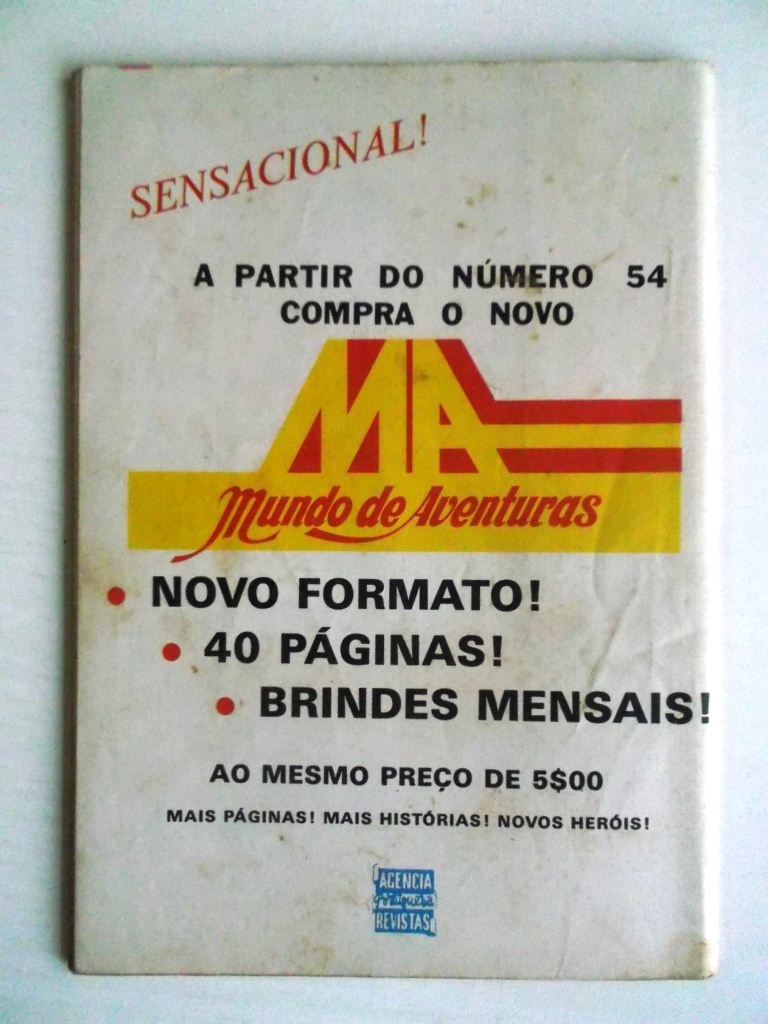 SENSACIONAL!
A PARTIR DO NÚMERO 54
COMPRA O NOVO
MA
Mundo de Aventuras
• NOVO FORMATO!
• 40 PÁGINAS!
• BRINDES MENSAIS!
AO MESMO PREÇO DE 5$00
MAIS PÁGINAS! MAIS HISTÓRIAS! NOVOS HERÓIS!
AGENCIA
Portuguesa
REVISTAS